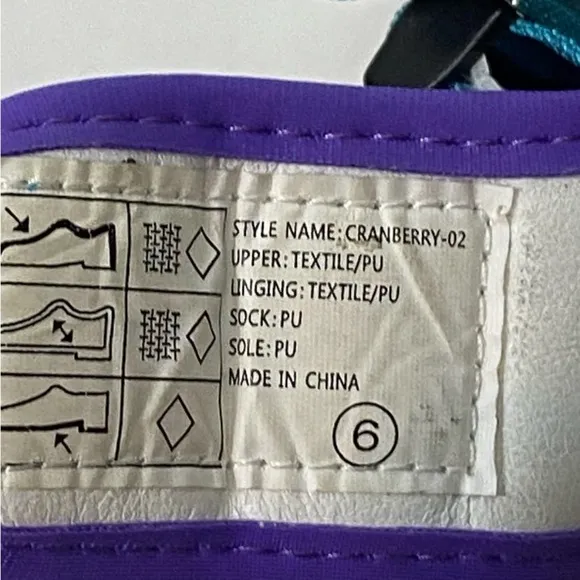 STYLE NAME:CRANBERRY-02
UPPER:TEXTILE/PU
LINGING:TEXTILE/PU
SOCK:PU
SOLE:PU
MADE IN CHINA
6